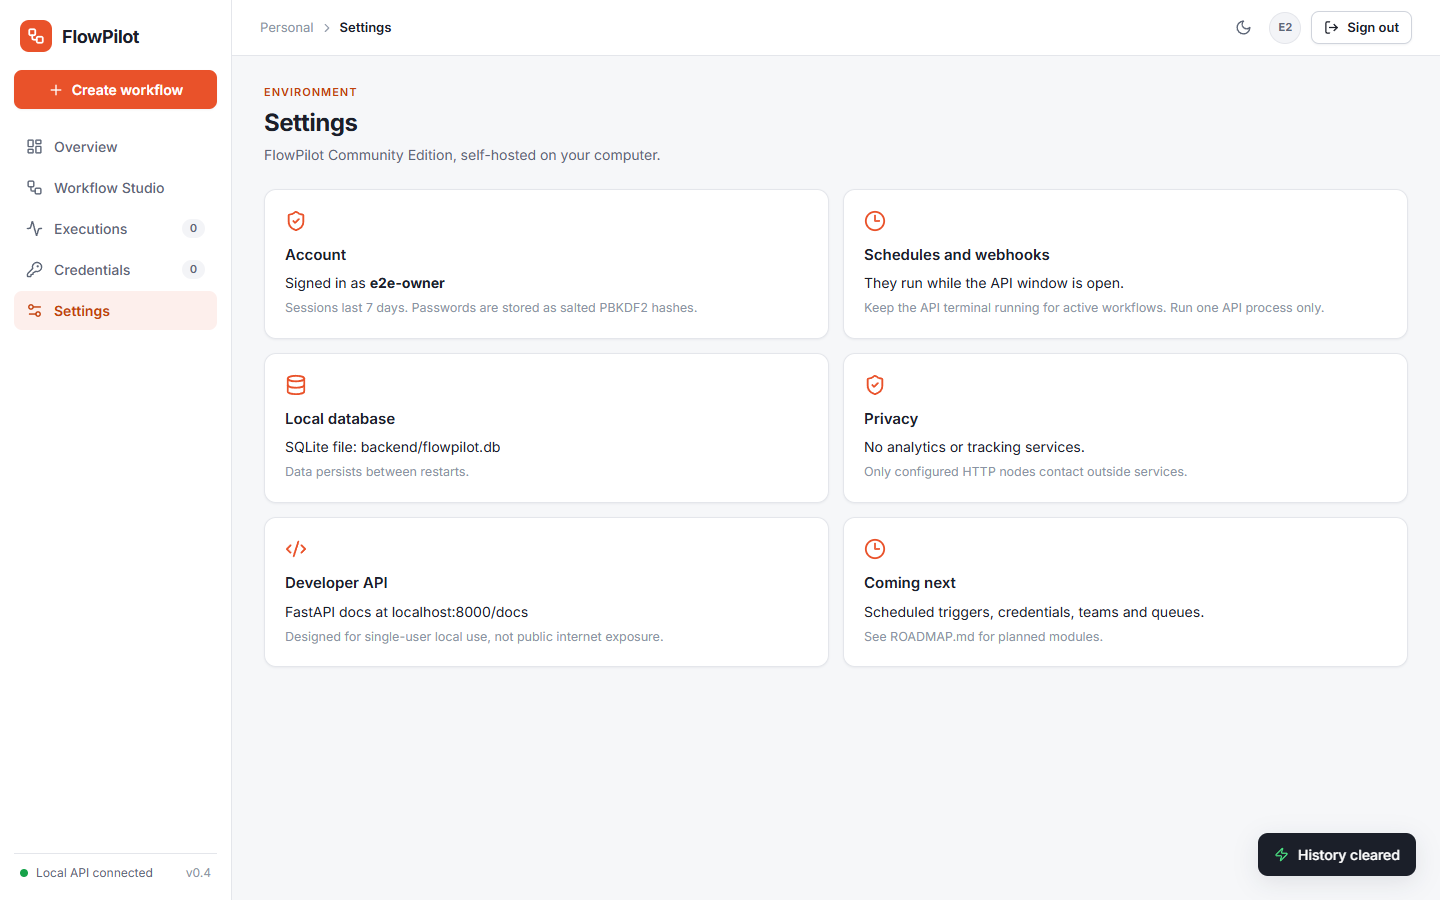 FlowPilot
Create workflow
Overview
Workflow Studio
Executions 0
Credentials 0
Settings
Local API connected v0.4
Personal > Settings
E2
Sign out
ENVIRONMENT
Settings
FlowPilot Community Edition, self-hosted on your computer.
Account
Signed in as e2e-owner
Sessions last 7 days. Passwords are stored as salted PBKDF2 hashes.
Schedules and webhooks
They run while the API window is open.
Keep the API terminal running for active workflows. Run one API process only.
Local database
SQLite file: backend/flowpilot.db
Data persists between restarts.
Privacy
No analytics or tracking services.
Only configured HTTP nodes contact outside services.
Developer API
FastAPI docs at localhost:8000/docs
Designed for single-user local use, not public internet exposure.
Coming next
Scheduled triggers, credentials, teams and queues.
See ROADMAP.md for planned modules.
History cleared